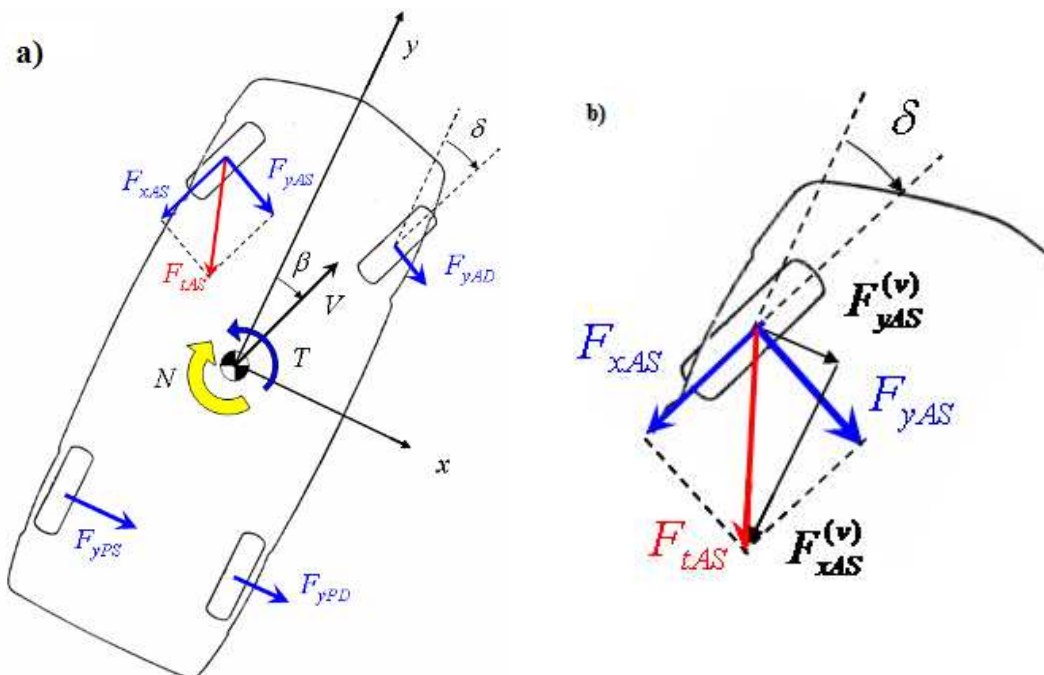 a)
y
δ
F_xAS
F_yAS
F_tAS
β
V
F_yAD
N
T
x
F_yPS
F_yPD
b)
δ
F_yAS^(v)
F_xAS
F_yAS
F_tAS
F_xAS^(v)